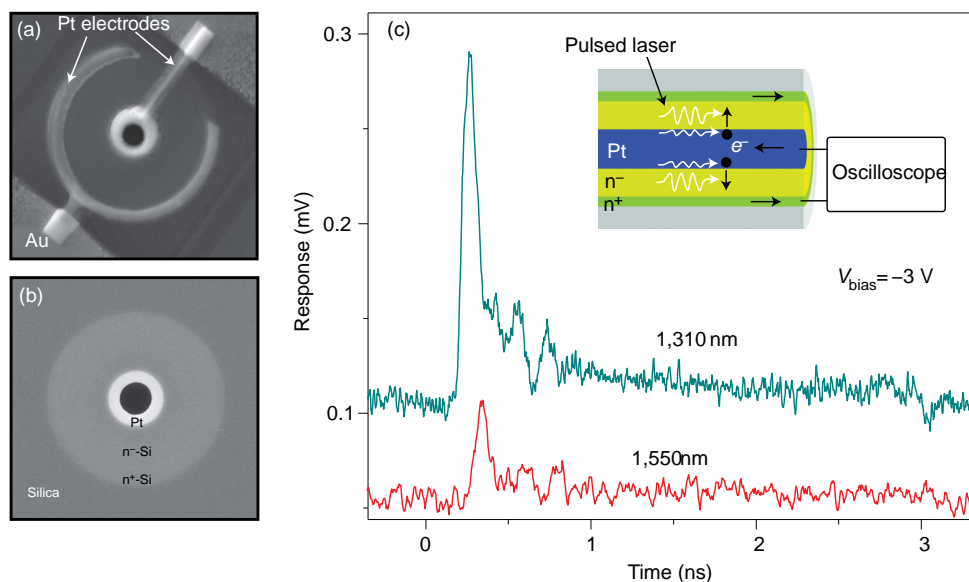 (a)
Pt electrodes
Au
(b)
Pt
n⁻-Si
n⁺-Si
Silica
(c)
Pulsed laser
Pt
e⁻
n⁻
n⁺
Oscilloscope
V_bias = −3 V
1,310 nm
1,550nm
0.3
0.2
0.1
Response (mV)
0 1 2 3
Time (ns)